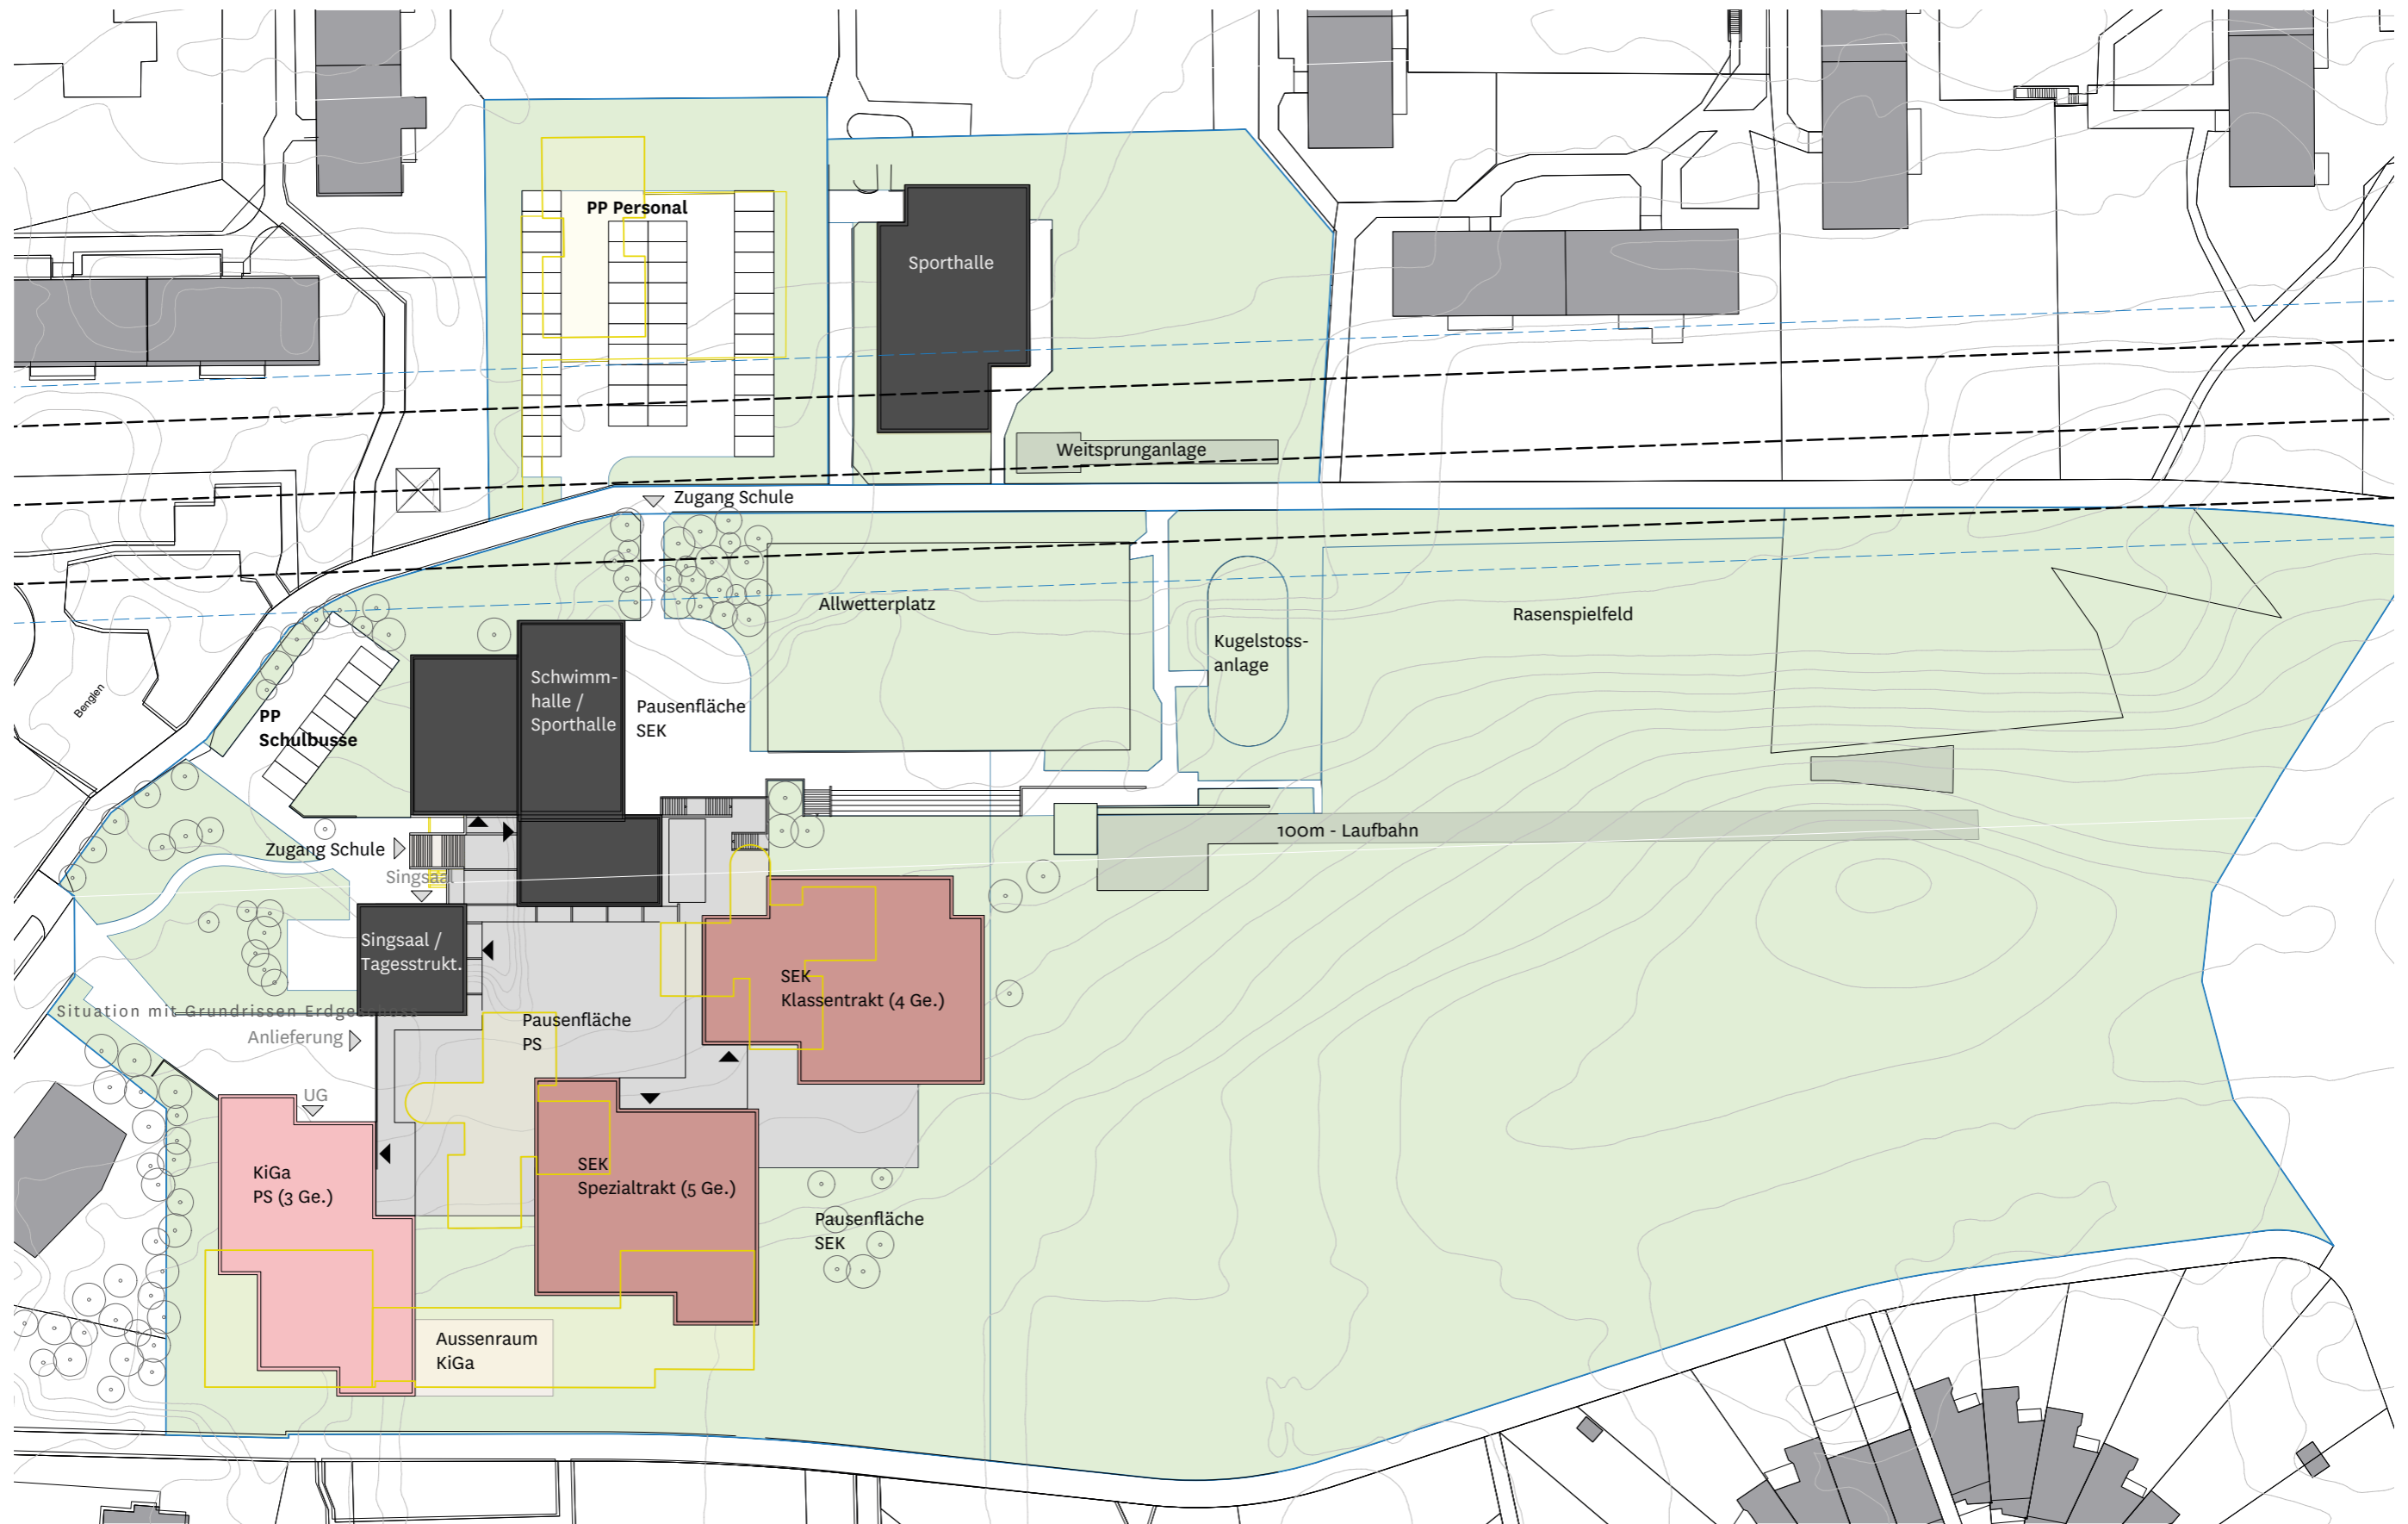 PP Personal
Sporthalle
Weitsprunganlage
Zugang Schule
Allwetterplatz
Rasenspielfeld
Kugelstoss-
anlage
Schwimm-
halle /
Sporthalle
Pausenfläche
SEK
Benglen
PP
Schulbusse
100m - Laufbahn
Zugang Schule
Singsaal
Singsaal /
Tagesstrukt.
SEK
Klassentrakt (4 Ge.)
Situation mit Grundrissen Erdgeschoss
Pausenfläche
PS
Anlieferung
UG
KiGa
PS (3 Ge.)
SEK
Spezialtrakt (5 Ge.)
Pausenfläche
SEK
Aussenraum
KiGa